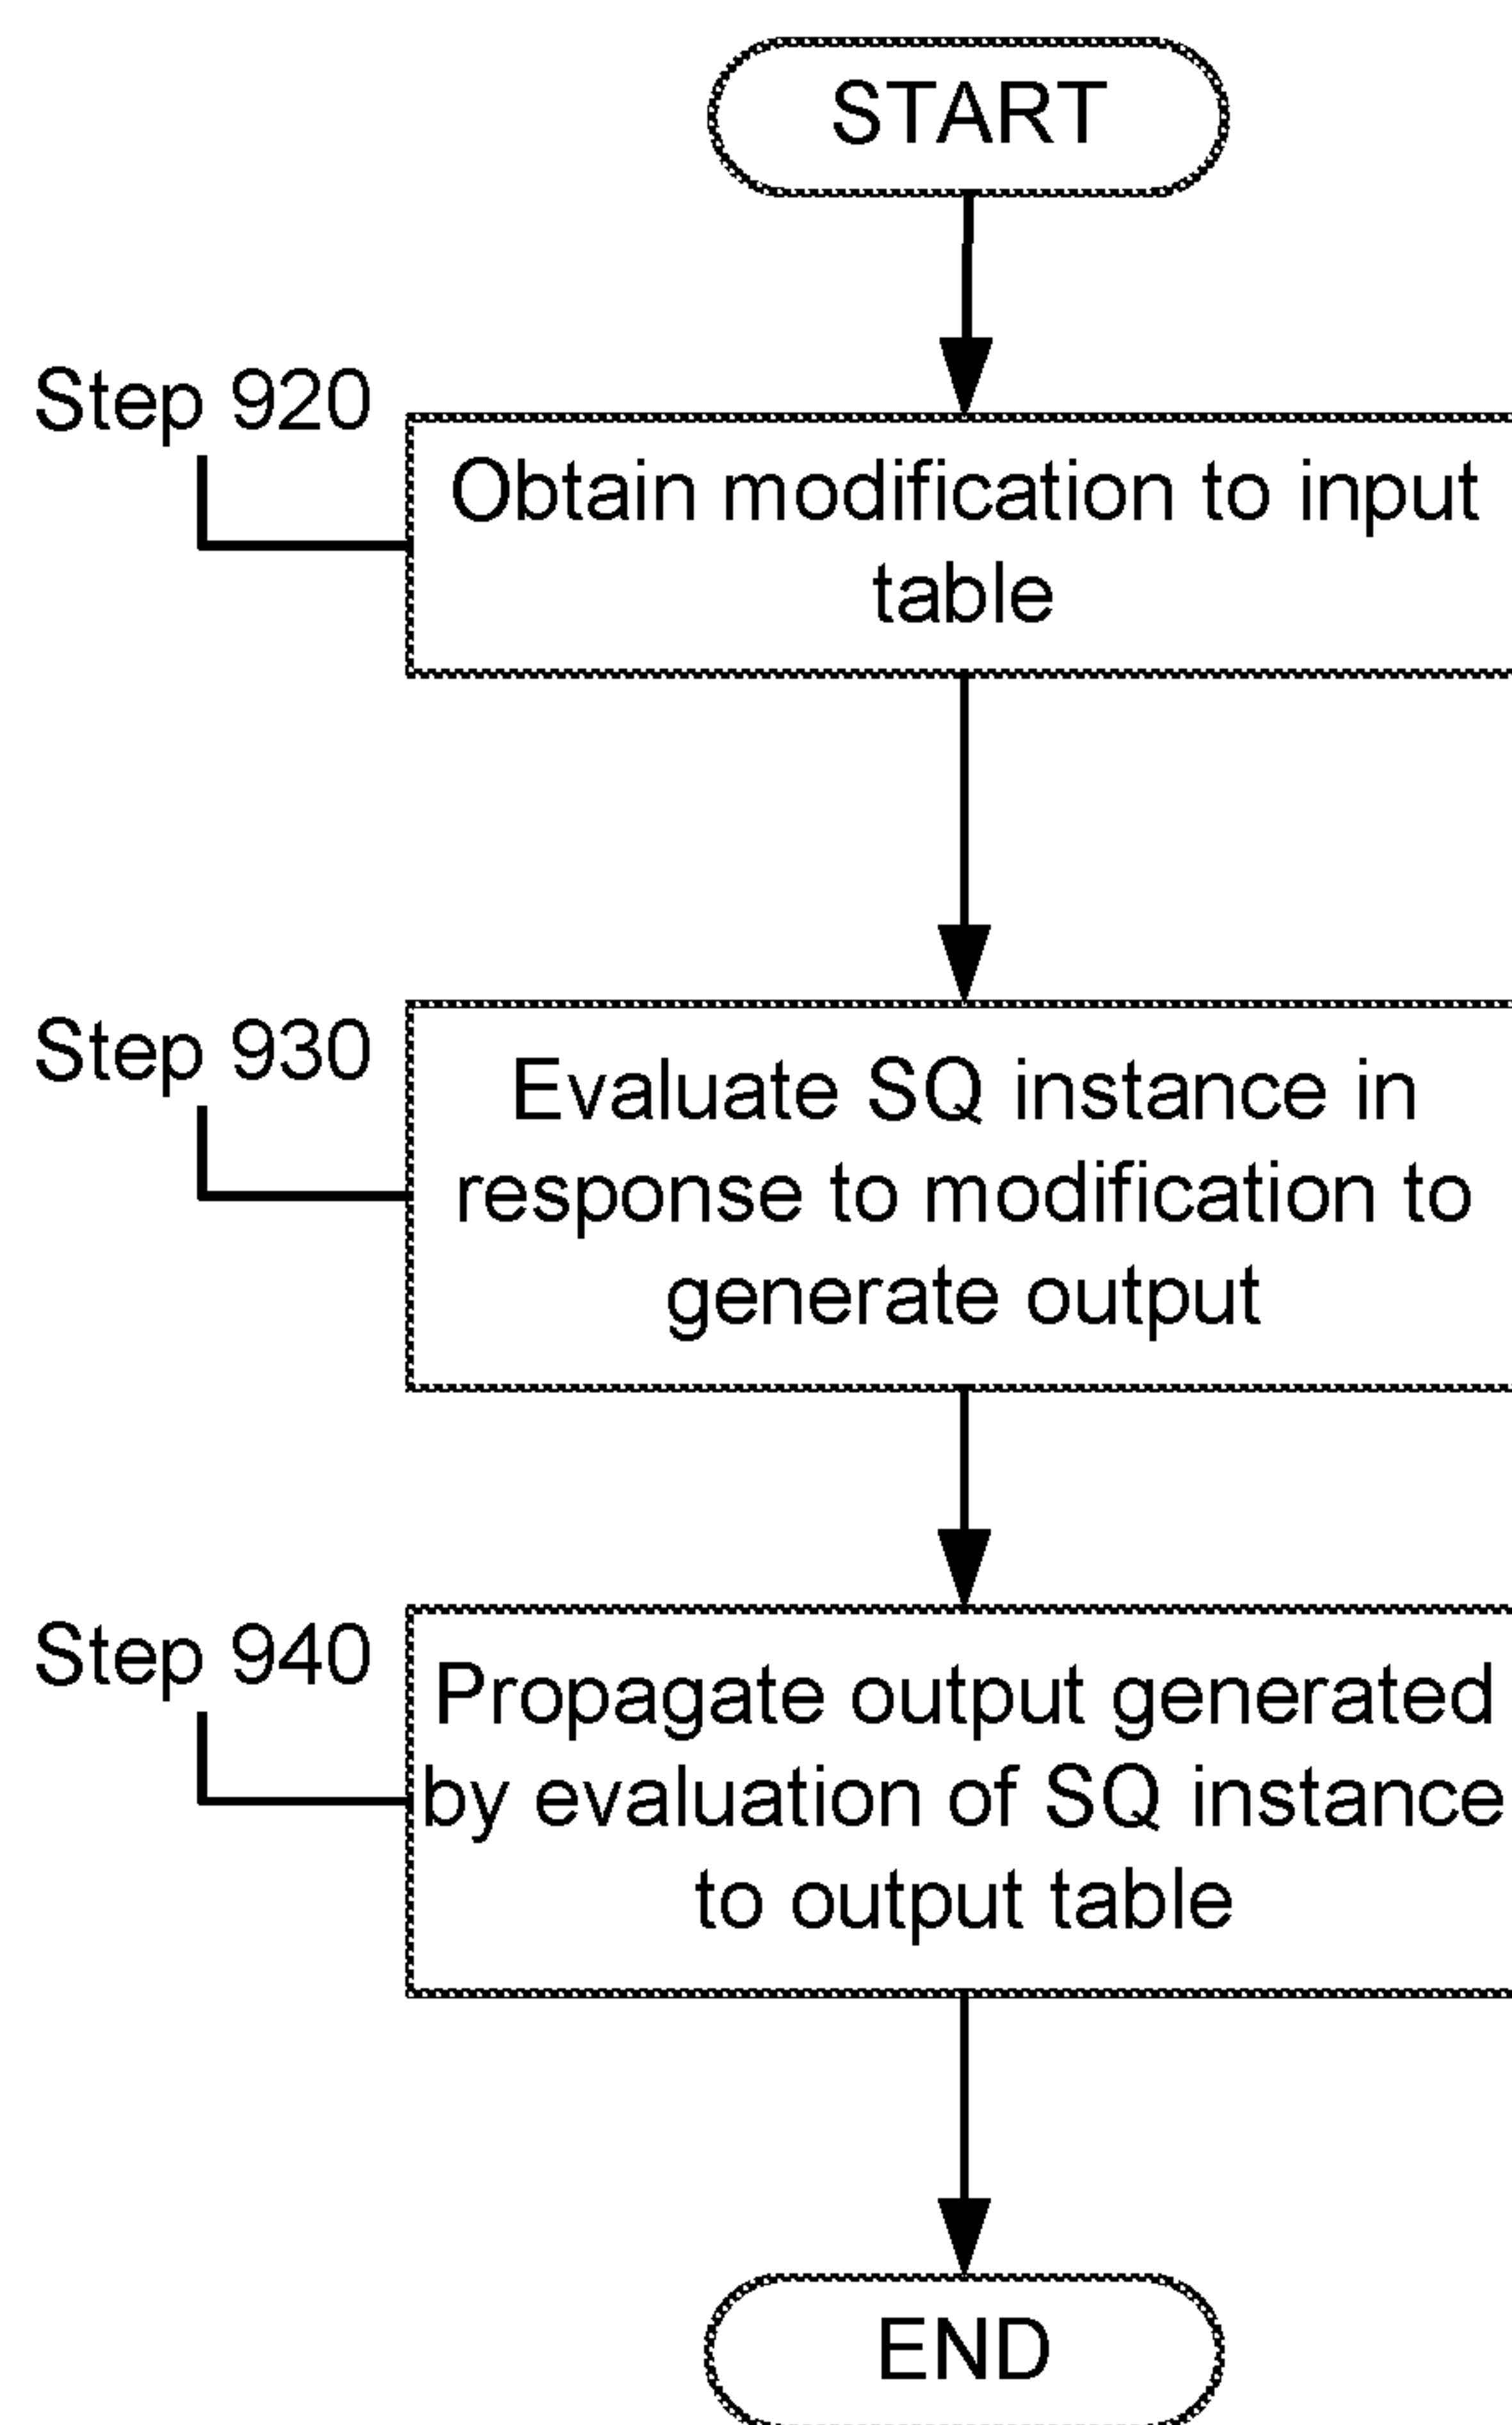 START
Step 920
Obtain modification to input
table
Step 930
Evaluate SQ instance in
response to modification to
generate output
Step 940
Propagate output generated
by evaluation of SQ instance
to output table
END